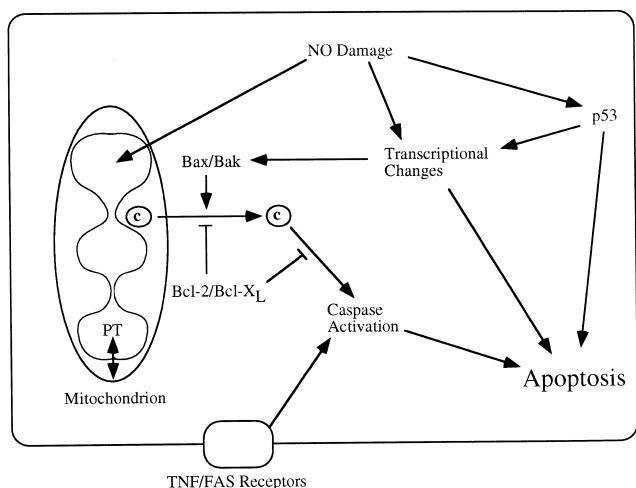 NO Damage
p53
Transcriptional
Changes
Bax/Bak
c
c
Bcl-2/Bcl-XL
Caspase
Activation
PT
Apoptosis
Mitochondrion
TNF/FAS Receptors